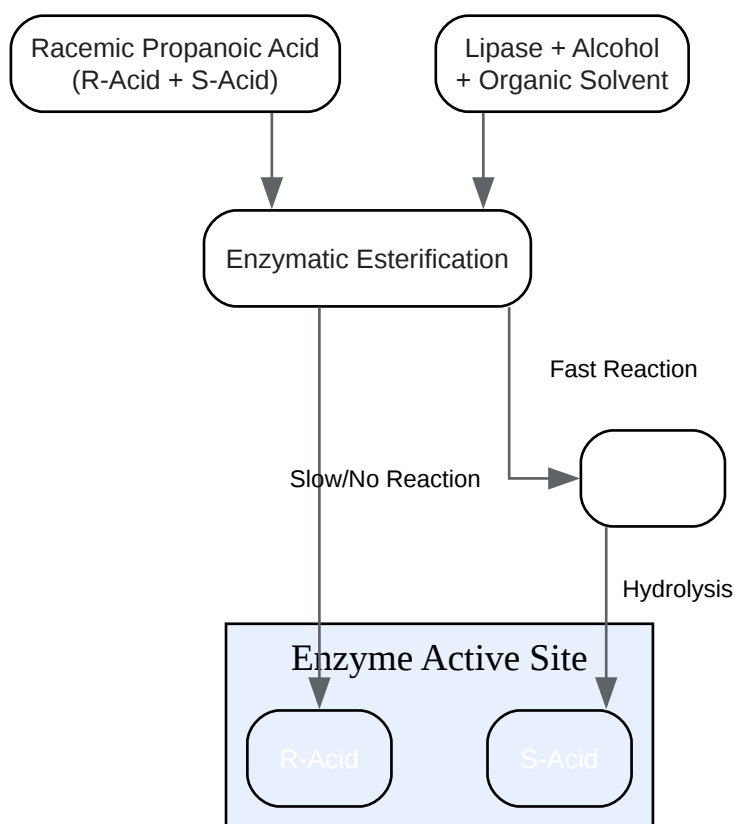 Racemic Propanoic Acid
(R-Acid + S-Acid)
Lipase + Alcohol
+ Organic Solvent
Enzymatic Esterification
Fast Reaction
Slow/No Reaction
Hydrolysis
Enzyme Active Site
R-Acid
S-Acid